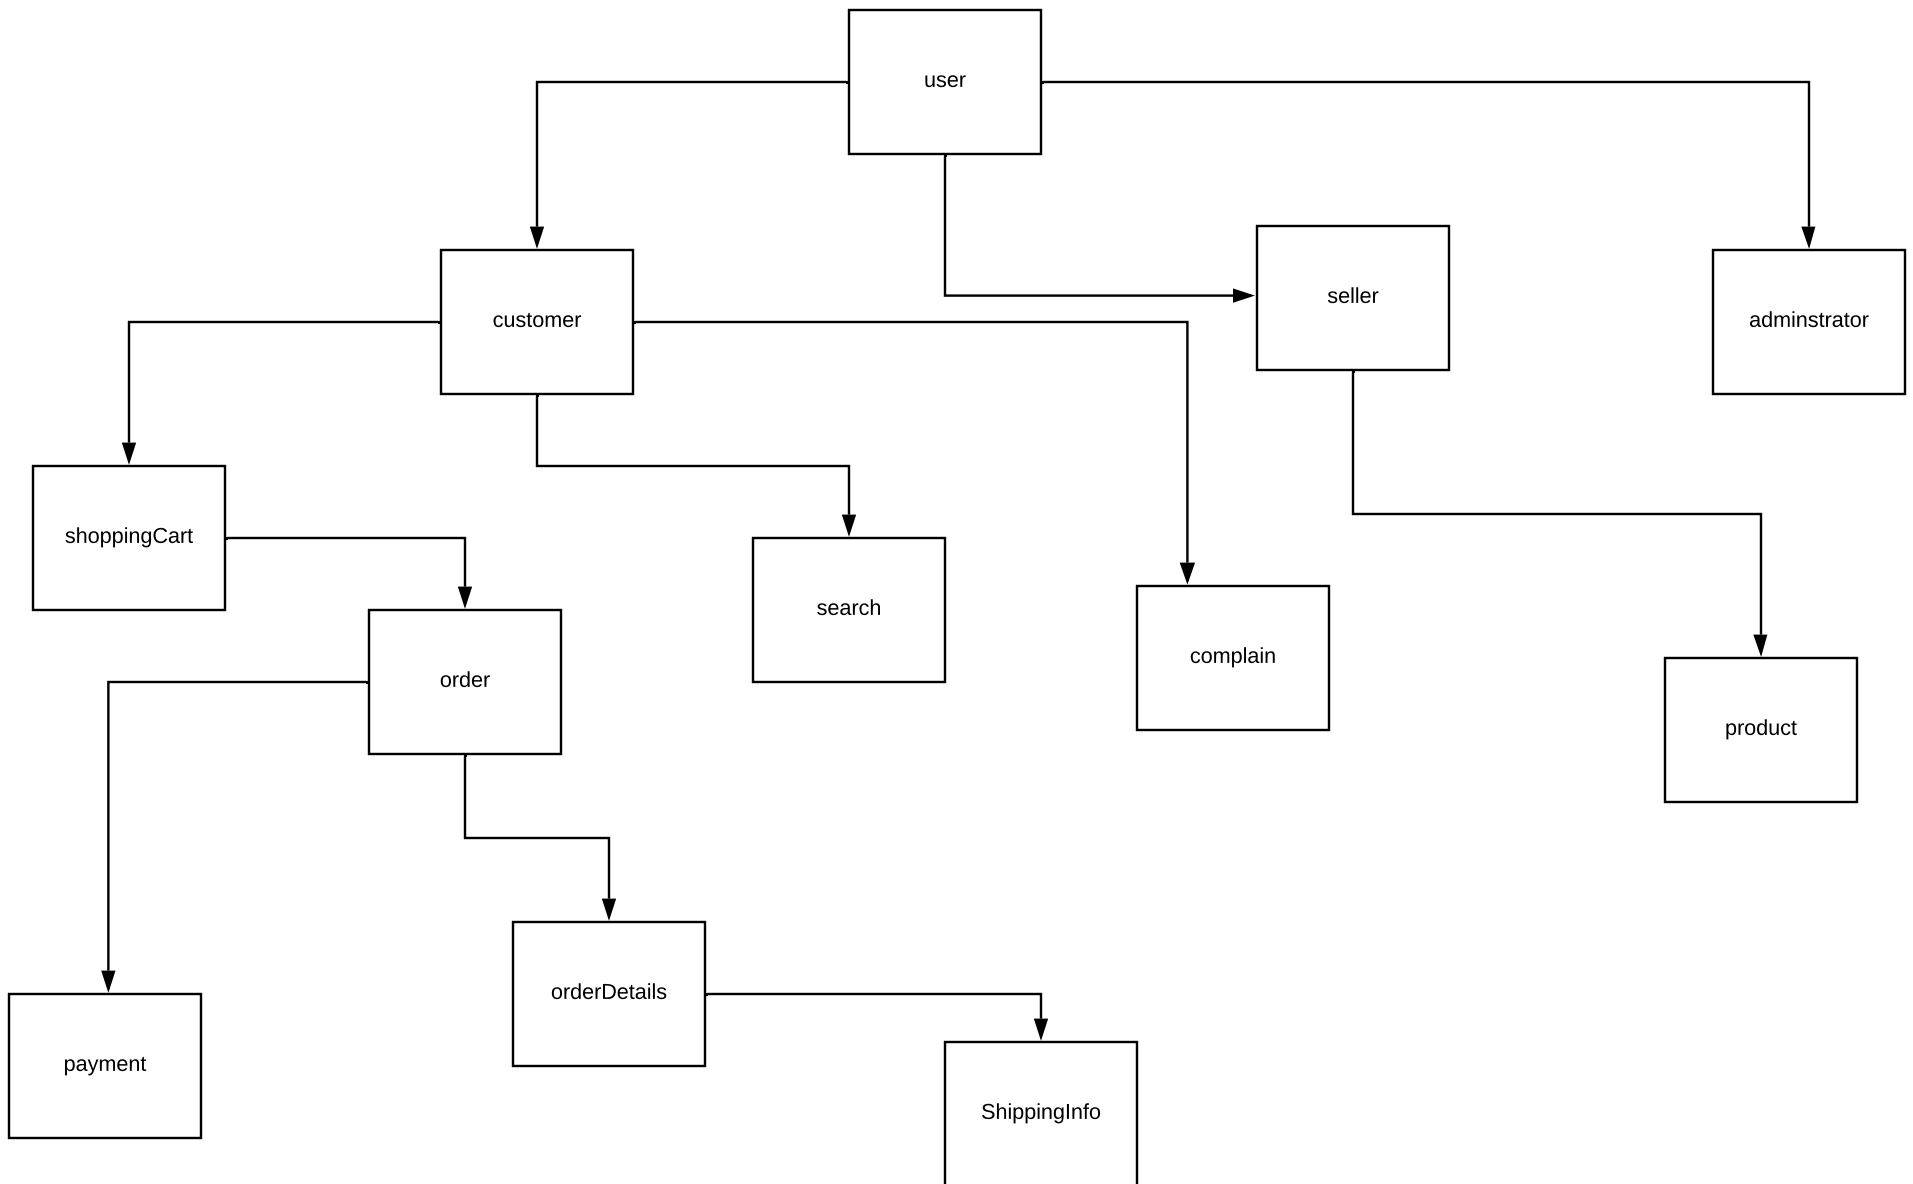 user
customer
seller
adminstrator
shoppingCart
search
complain
order
product
orderDetails
payment
ShippingInfo